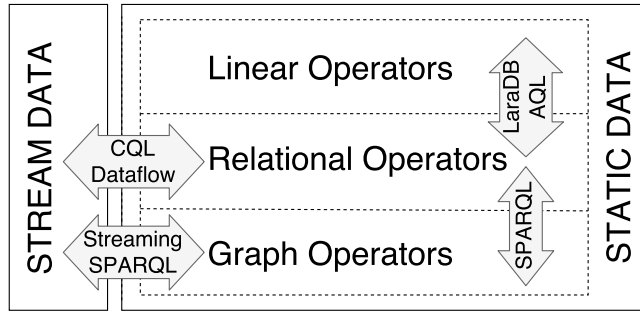 STREAM DATA
Linear Operators
LaraDB
AQL
CQL
Dataflow
Relational Operators
Streaming
SPARQL
Graph Operators
SPARQL
STATIC DATA